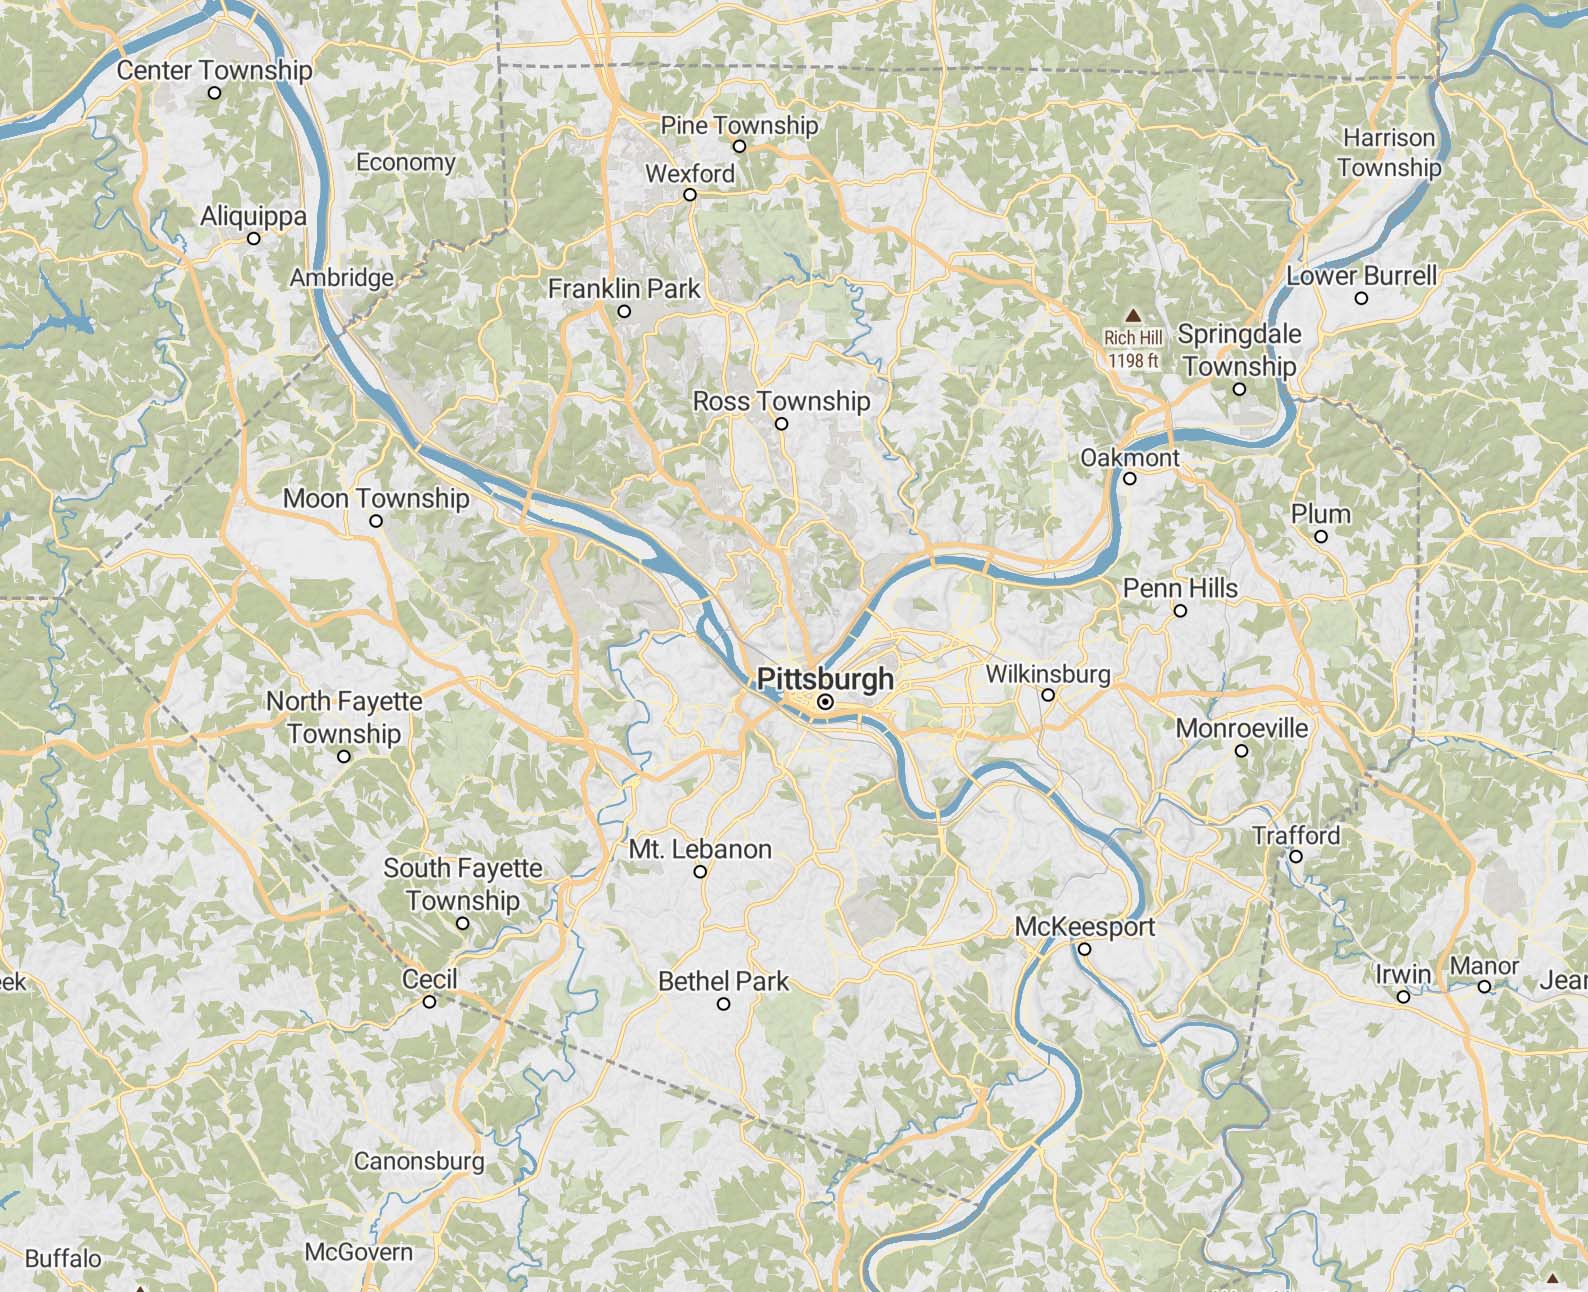 Center Township
Pine Township
Harrison
Township
Economy
Wexford
Aliquippa
Ambridge
Lower Burrell
Franklin Park
Rich Hill
1198 ft
Springdale
Township
Ross Township
Oakmont
Moon Township
Plum
Penn Hills
Pittsburgh
Wilkinsburg
North Fayette
Township
Monroeville
Trafford
Mt. Lebanon
South Fayette
Township
McKeesport
Cecil
Bethel Park
Irwin
Manor
Jear
eek
Canonsburg
McGovern
Buffalo